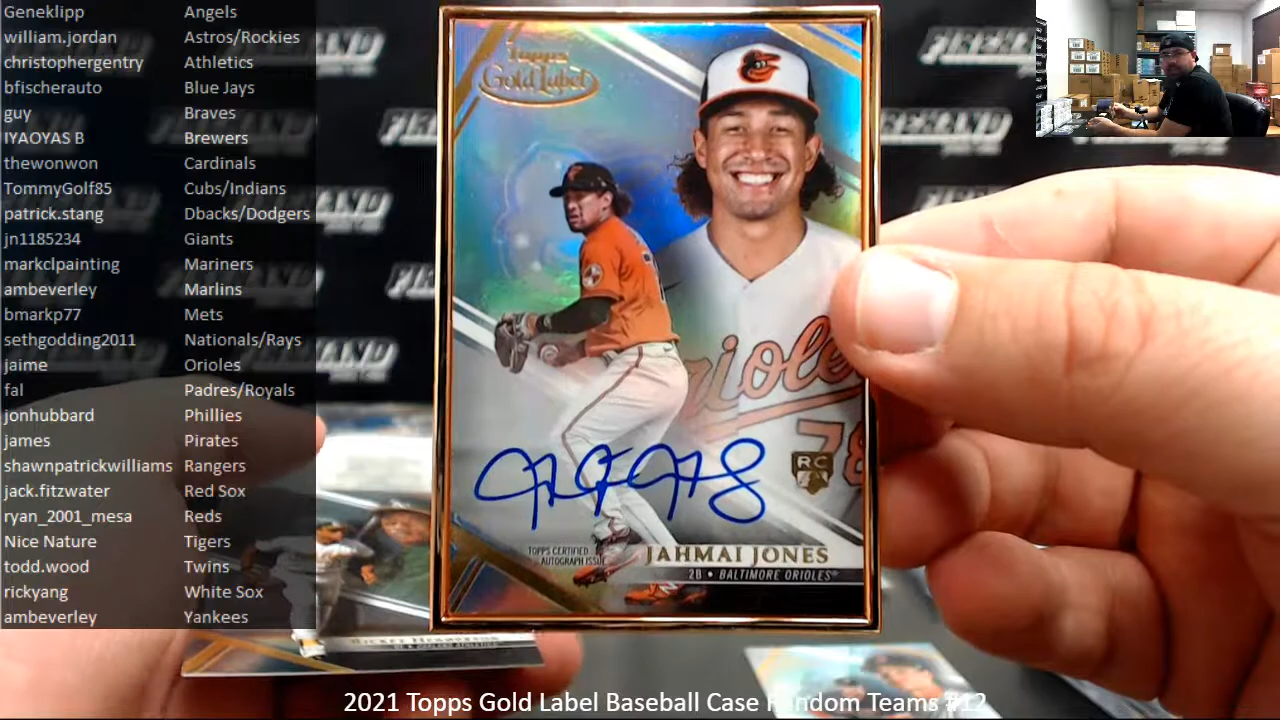 Geneklipp Angels
william.jordan Astros/Rockies
christophergentry Athletics
bfischerauto Blue Jays
guy Braves
IYAOYAS B Brewers
thewonwon Cardinals
TommyGolf85 Cubs/Indians
patrick.stang Dbacks/Dodgers
jn1185234 Giants
markclpainting Mariners
ambeverley Marlins
bmarkp77 Mets
sethgodding2011 Nationals/Rays
jaime Orioles
fal Padres/Royals
jonhubbard Phillies
james Pirates
shawnpatrickwilliams Rangers
jack.fitzwater Red Sox
ryan_2001_mesa Reds
Nice Nature Tigers
todd.wood Twins
rickyang White Sox
ambeverley Yankees
Topps
Gold Label
RC
TOPPS CERTIFIED
AUTOGRAPH ISSUE
JAHMAI JONES
2B • BALTIMORE ORIOLES
RICKEY HENDERSON
FIREHAND
2021 Topps Gold Label Baseball Case Random Teams #12